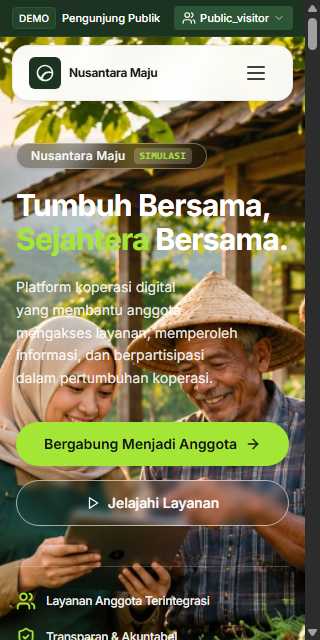 DEMO Pengunjung Publik Public_visitor
Nusantara Maju
Nusantara Maju SIMULASI
Tumbuh Bersama,
Sejahtera Bersama.
Platform koperasi digital
yang membantu anggota
mengakses layanan, memperoleh
informasi, dan berpartisipasi
dalam pertumbuhan koperasi.
Bergabung Menjadi Anggota
Jelajahi Layanan
Layanan Anggota Terintegrasi
Transparan & Akuntabel